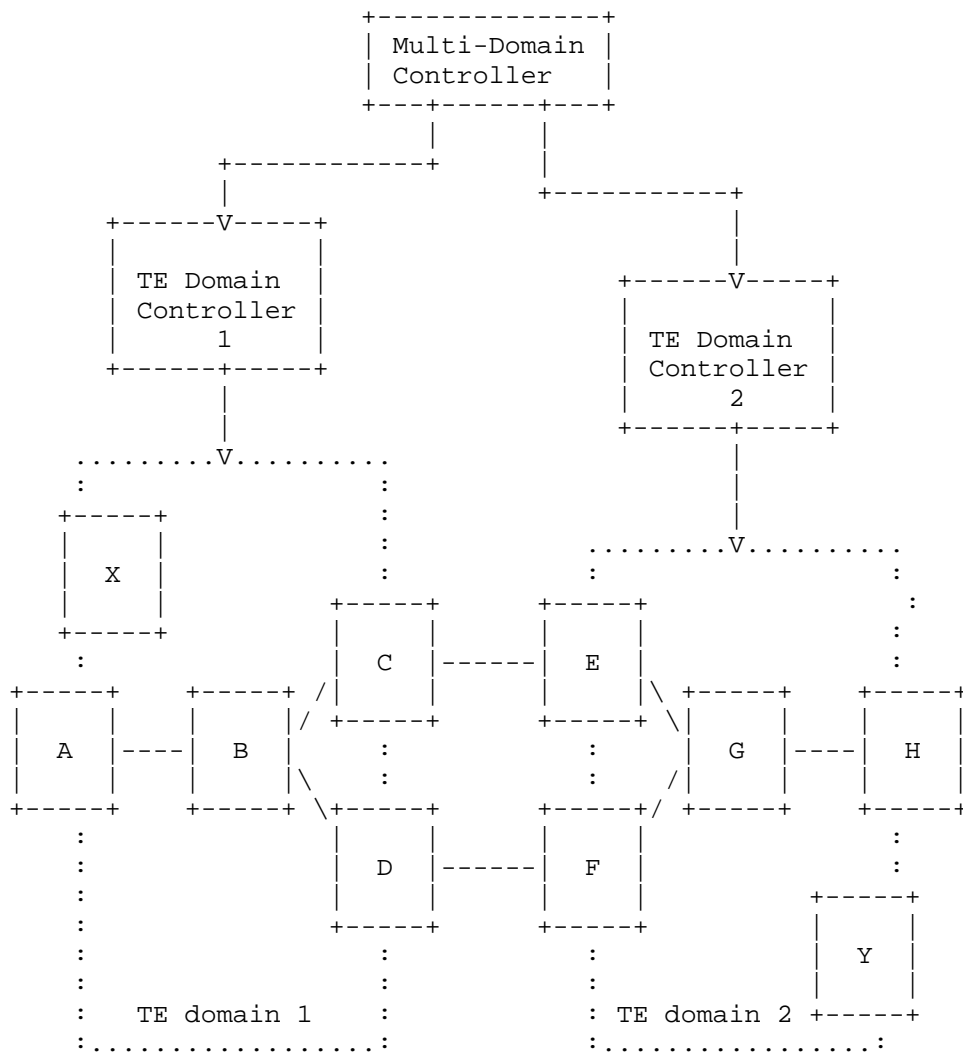 Multi-Domain
Controller
TE Domain
Controller
1
TE Domain
Controller
2
X
C
E
A
B
G
H
D
F
Y
TE domain 1
TE domain 2